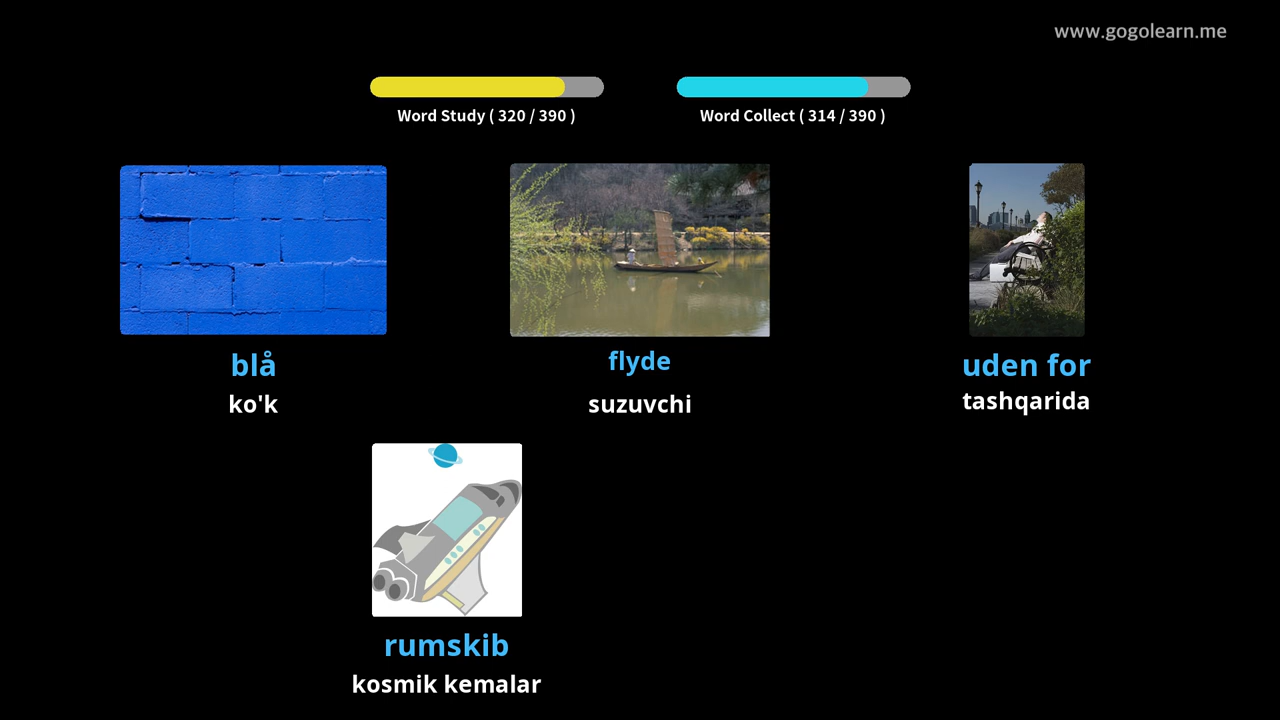 www.gogolearn.me
Word Study ( 320 / 390 )
Word Collect ( 314 / 390 )
blå
flyde
uden for
ko'k
suzuvchi
tashqarida
rumskib
kosmik kemalar